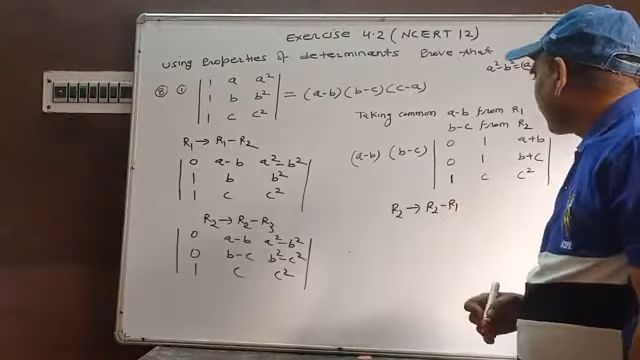 Exercise 4.2 (NCERT 12)
Using Properties of determinants Prove that
a²-b²=(a
Q i | 1 a a² | = (a-b)(b-c)(c-a)
| 1 b b² |
| 1 c c² |
R₁ → R₁-R₂
| 0 a-b a²-b² |
| 1 b b² |
| 1 c c² |
R₂ → R₂-R₃
| 0 a-b a²-b² |
| 0 b-c b²-c² |
| 1 c c² |
Taking common a-b from R₁
b-c from R₂
(a-b) (b-c) | 0 1 a+b |
| 0 1 b+c |
| 1 c c² |
R₂ → R₂-R₁